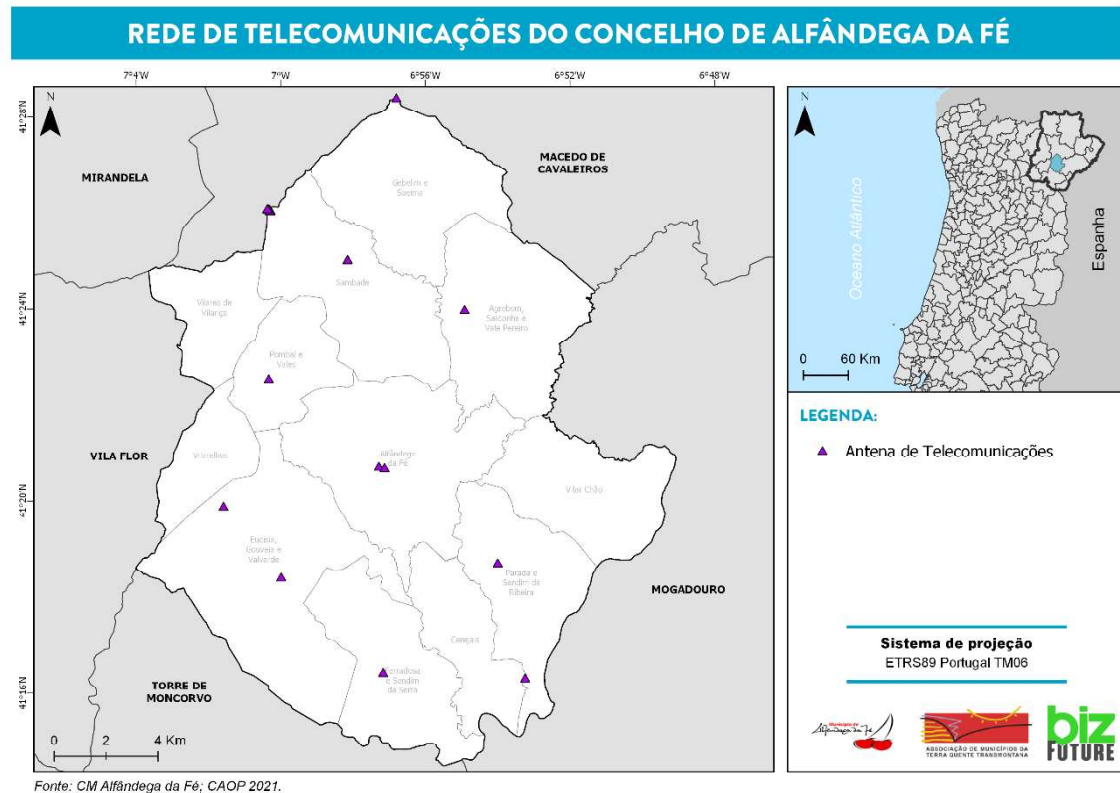 REDE DE TELECOMUNICAÇÕES DO CONCELHO DE ALFÂNDEGA DA FÉ
7°4'W
7°W
6°56'W
6°52'W
6°48'W
41°28'N
41°24'N
41°20'N
41°16'N
N
MIRANDELA
MACEDO DE
CAVALEIROS
Gebelim e
Soeima
Sambade
Vilares de
Vilariça
Agrobom,
Saldonha e
Vale Pereiro
Pombal e
Vales
VILA FLOR
Vilarelhos
Alfândega
da Fé
Vilar Chão
Eucisia,
Gouveia e
Valverde
Parada e
Sendim da
Ribeira
MOGADOURO
Cerejais
Ferradosa
e Sendim
da Serra
TORRE DE
MONCORVO
0 2 4 Km
N
Oceano Atlântico
Espanha
0 60 Km
LEGENDA:
Antena de Telecomunicações
Sistema de projeção
ETRS89 Portugal TM06
Município de
Alfândega da Fé
ASSOCIAÇÃO DE MUNICÍPIOS DA
TERRA QUENTE TRANSMONTANA
biz
FUTURE
Fonte: CM Alfândega da Fé; CAOP 2021.